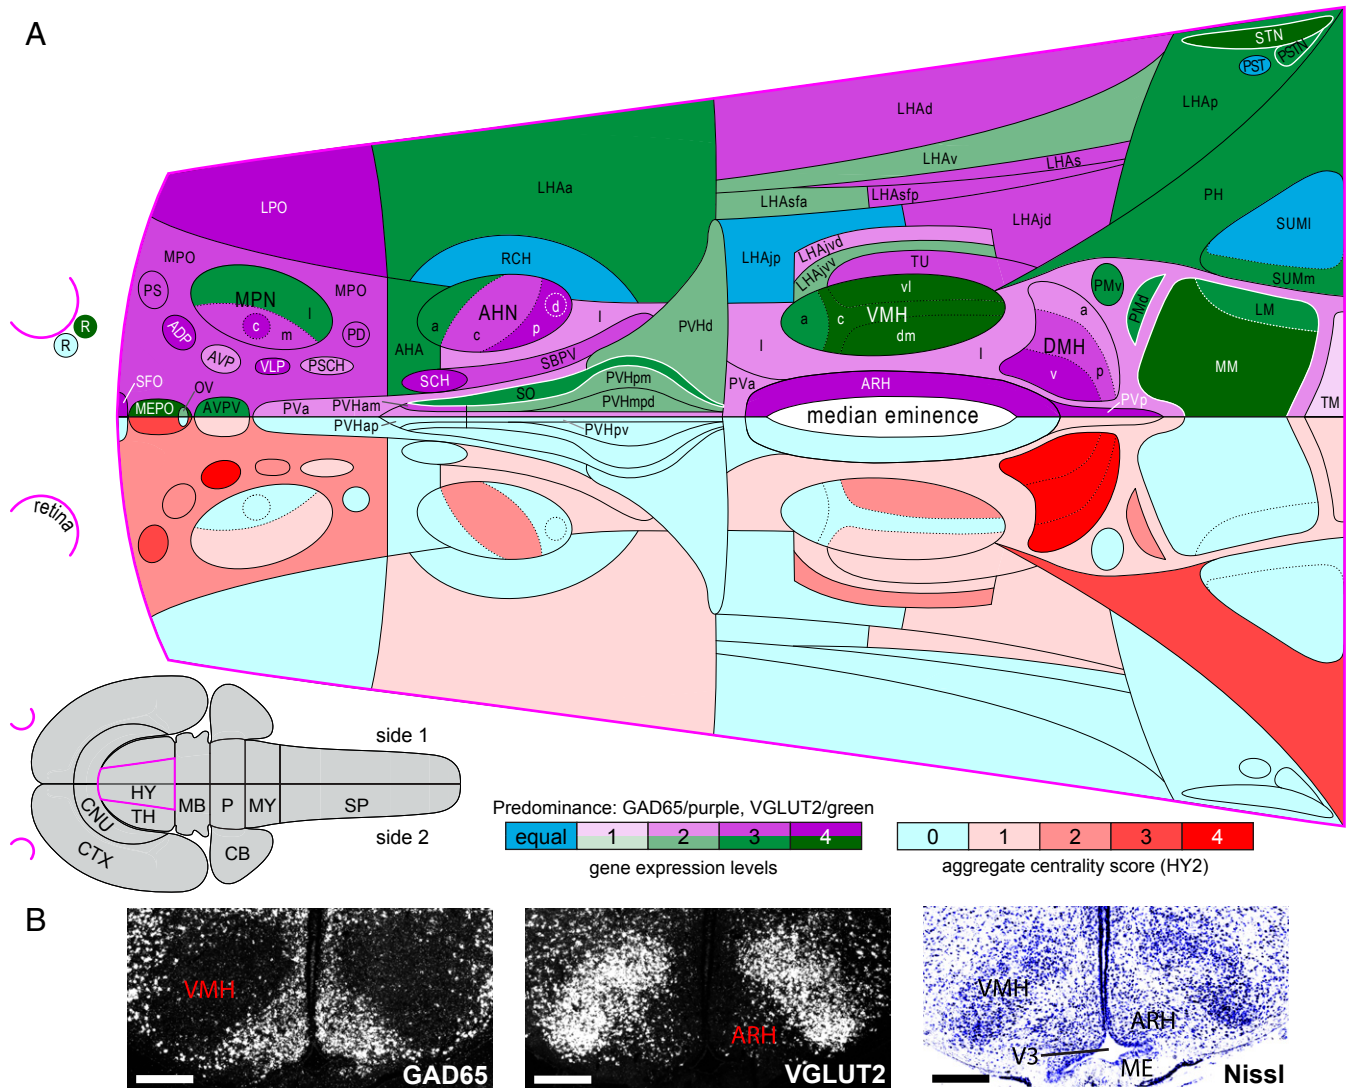 A
STN
PSTN
PST
LHAp
LHAd
LHAv
LHAs
LHAa
LHAsfa
LHAsfp
PH
LPO
LHAjd
SUMl
MPO
RCH
LHAjp
LHAjvd
LHAjvv
TU
SUMm
PS
MPN
MPO
l
PMv
PMd
LM
R
R
ADP
c
m
PD
a
AHN
d
c
p
l
PVHd
vl
a
c
VMH
dm
a
DMH
AVP
VLP
PSCH
AHA
SBPV
l
l
v
p
MM
SFO
OV
SCH
SO
PVHpm
PVa
ARH
PVp
TM
MEPO
AVPV
PVa
PVHam
PVHmpd
median eminence
PVHap
PVHpv
retina
side 1
HY
TH
MB
P
MY
SP
CNU
CTX
CB
side 2
Predominance: GAD65/purple, VGLUT2/green
equal 1 2 3 4
gene expression levels
0 1 2 3 4
aggregate centrality score (HY2)
B
VMH
GAD65
ARH
VGLUT2
VMH
ARH
V3
ME
Nissl